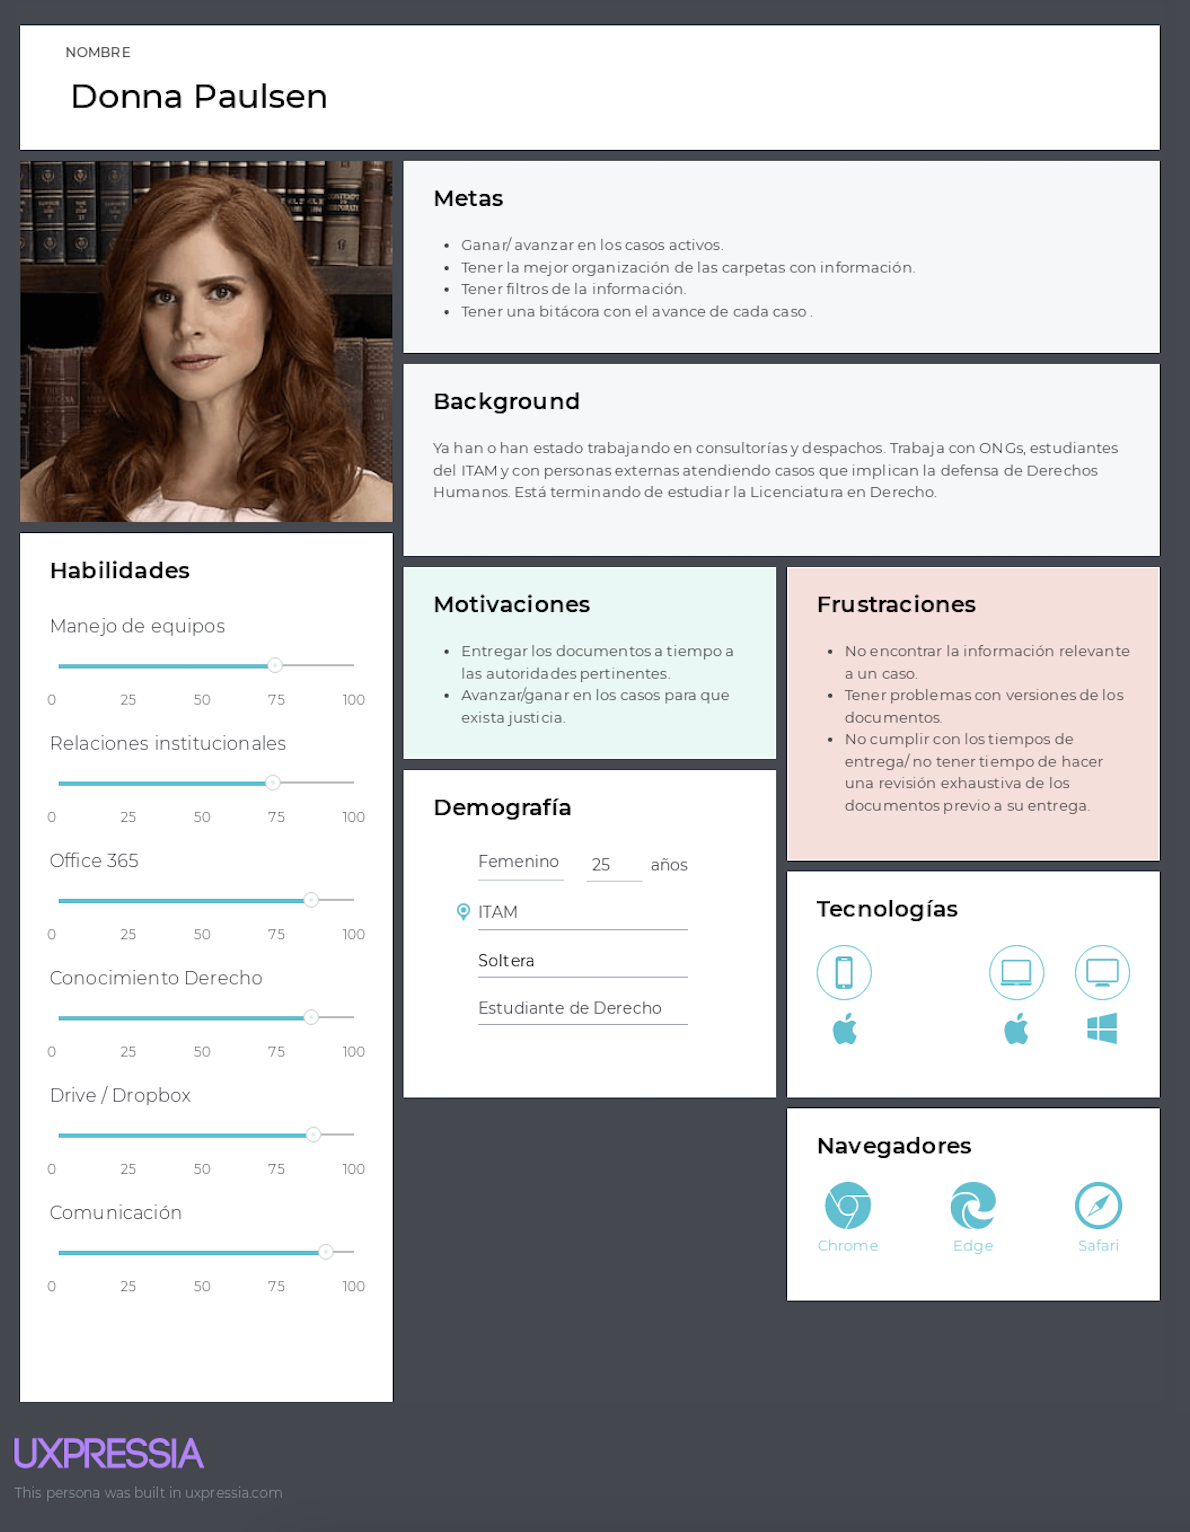 NOMBRE
Donna Paulsen
Metas
Ganar/ avanzar en los casos activos.
Tener la mejor organización de las carpetas con información.
Tener filtros de la información.
Tener una bitácora con el avance de cada caso .
Background
Ya han o han estado trabajando en consultorías y despachos. Trabaja con ONGs, estudiantes
del ITAM y con personas externas atendiendo casos que implican la defensa de Derechos
Humanos. Está terminando de estudiar la Licenciatura en Derecho.
Habilidades
Manejo de equipos
0 25 50 75 100
Relaciones institucionales
0 25 50 75 100
Office 365
0 25 50 75 100
Conocimiento Derecho
0 25 50 75 100
Drive / Dropbox
0 25 50 75 100
Comunicación
0 25 50 75 100
Motivaciones
Entregar los documentos a tiempo a
las autoridades pertinentes.
Avanzar/ganar en los casos para que
exista justicia.
Frustraciones
No encontrar la información relevante
a un caso.
Tener problemas con versiones de los
documentos.
No cumplir con los tiempos de
entrega/ no tener tiempo de hacer
una revisión exhaustiva de los
documentos previo a su entrega.
Demografía
Femenino 25 años
ITAM
Soltera
Estudiante de Derecho
Tecnologías
Navegadores
Chrome Edge Safari
UXPRESSIA
This persona was built in uxpressia.com